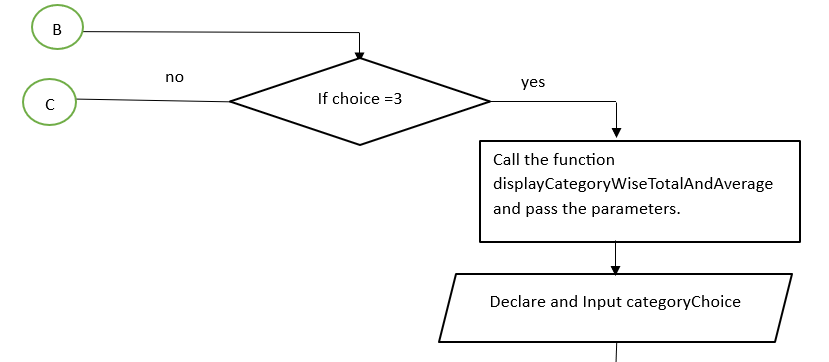 B
no
C
If choice =3
yes
Call the function
displayCategoryWiseTotalAndAverage
and pass the parameters.
Declare and Input categoryChoice